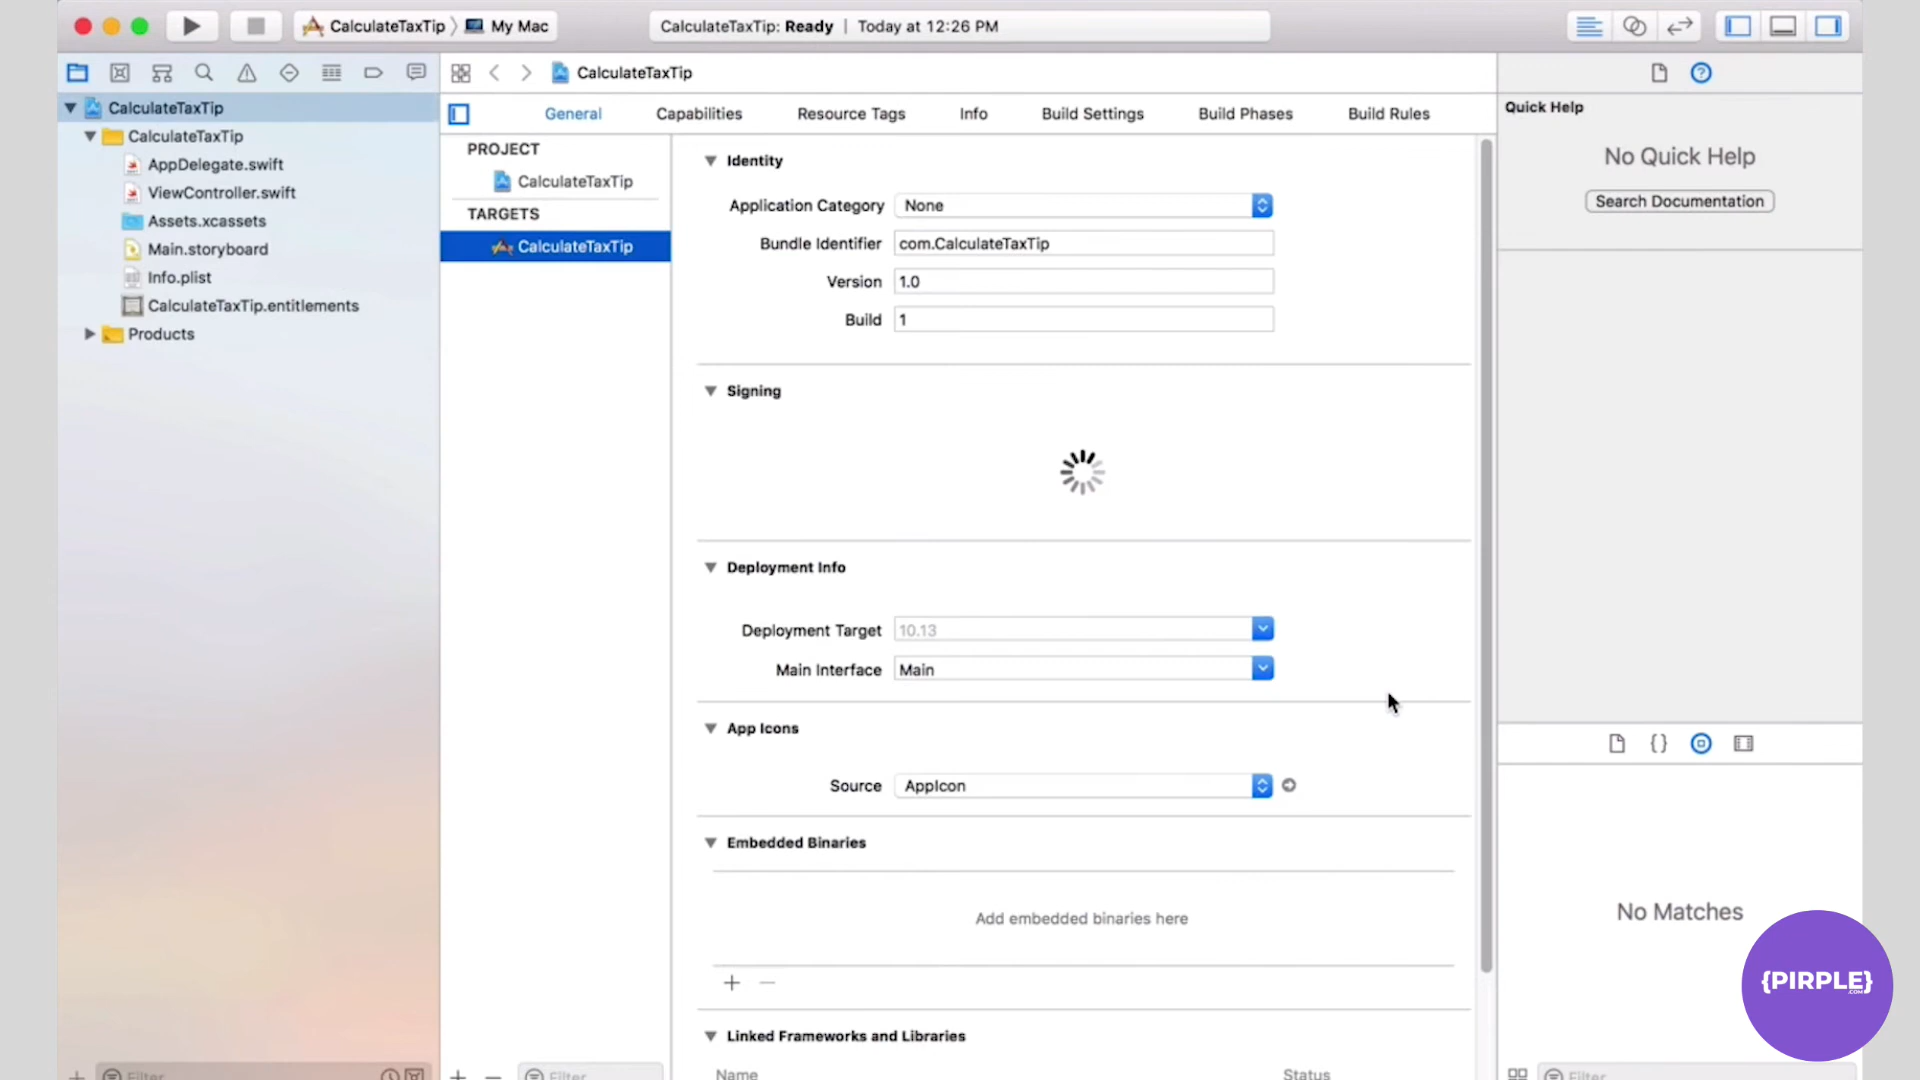 CalculateTaxTip My Mac
CalculateTaxTip: Ready | Today at 12:26 PM
CalculateTaxTip
CalculateTaxTip
CalculateTaxTip
AppDelegate.swift
ViewController.swift
Assets.xcassets
Main.storyboard
Info.plist
CalculateTaxTip.entitlements
Products
Filter
General Capabilities Resource Tags Info Build Settings Build Phases Build Rules
PROJECT
CalculateTaxTip
TARGETS
CalculateTaxTip
Filter
Identity
Application Category None
Bundle Identifier com.CalculateTaxTip
Version 1.0
Build 1
Signing
Deployment Info
Deployment Target 10.13
Main Interface Main
App Icons
Source AppIcon
Embedded Binaries
Add embedded binaries here
Linked Frameworks and Libraries
Name Status
Quick Help
No Quick Help
Search Documentation
{ }
No Matches
Filter
{PIRPLE}
.COM